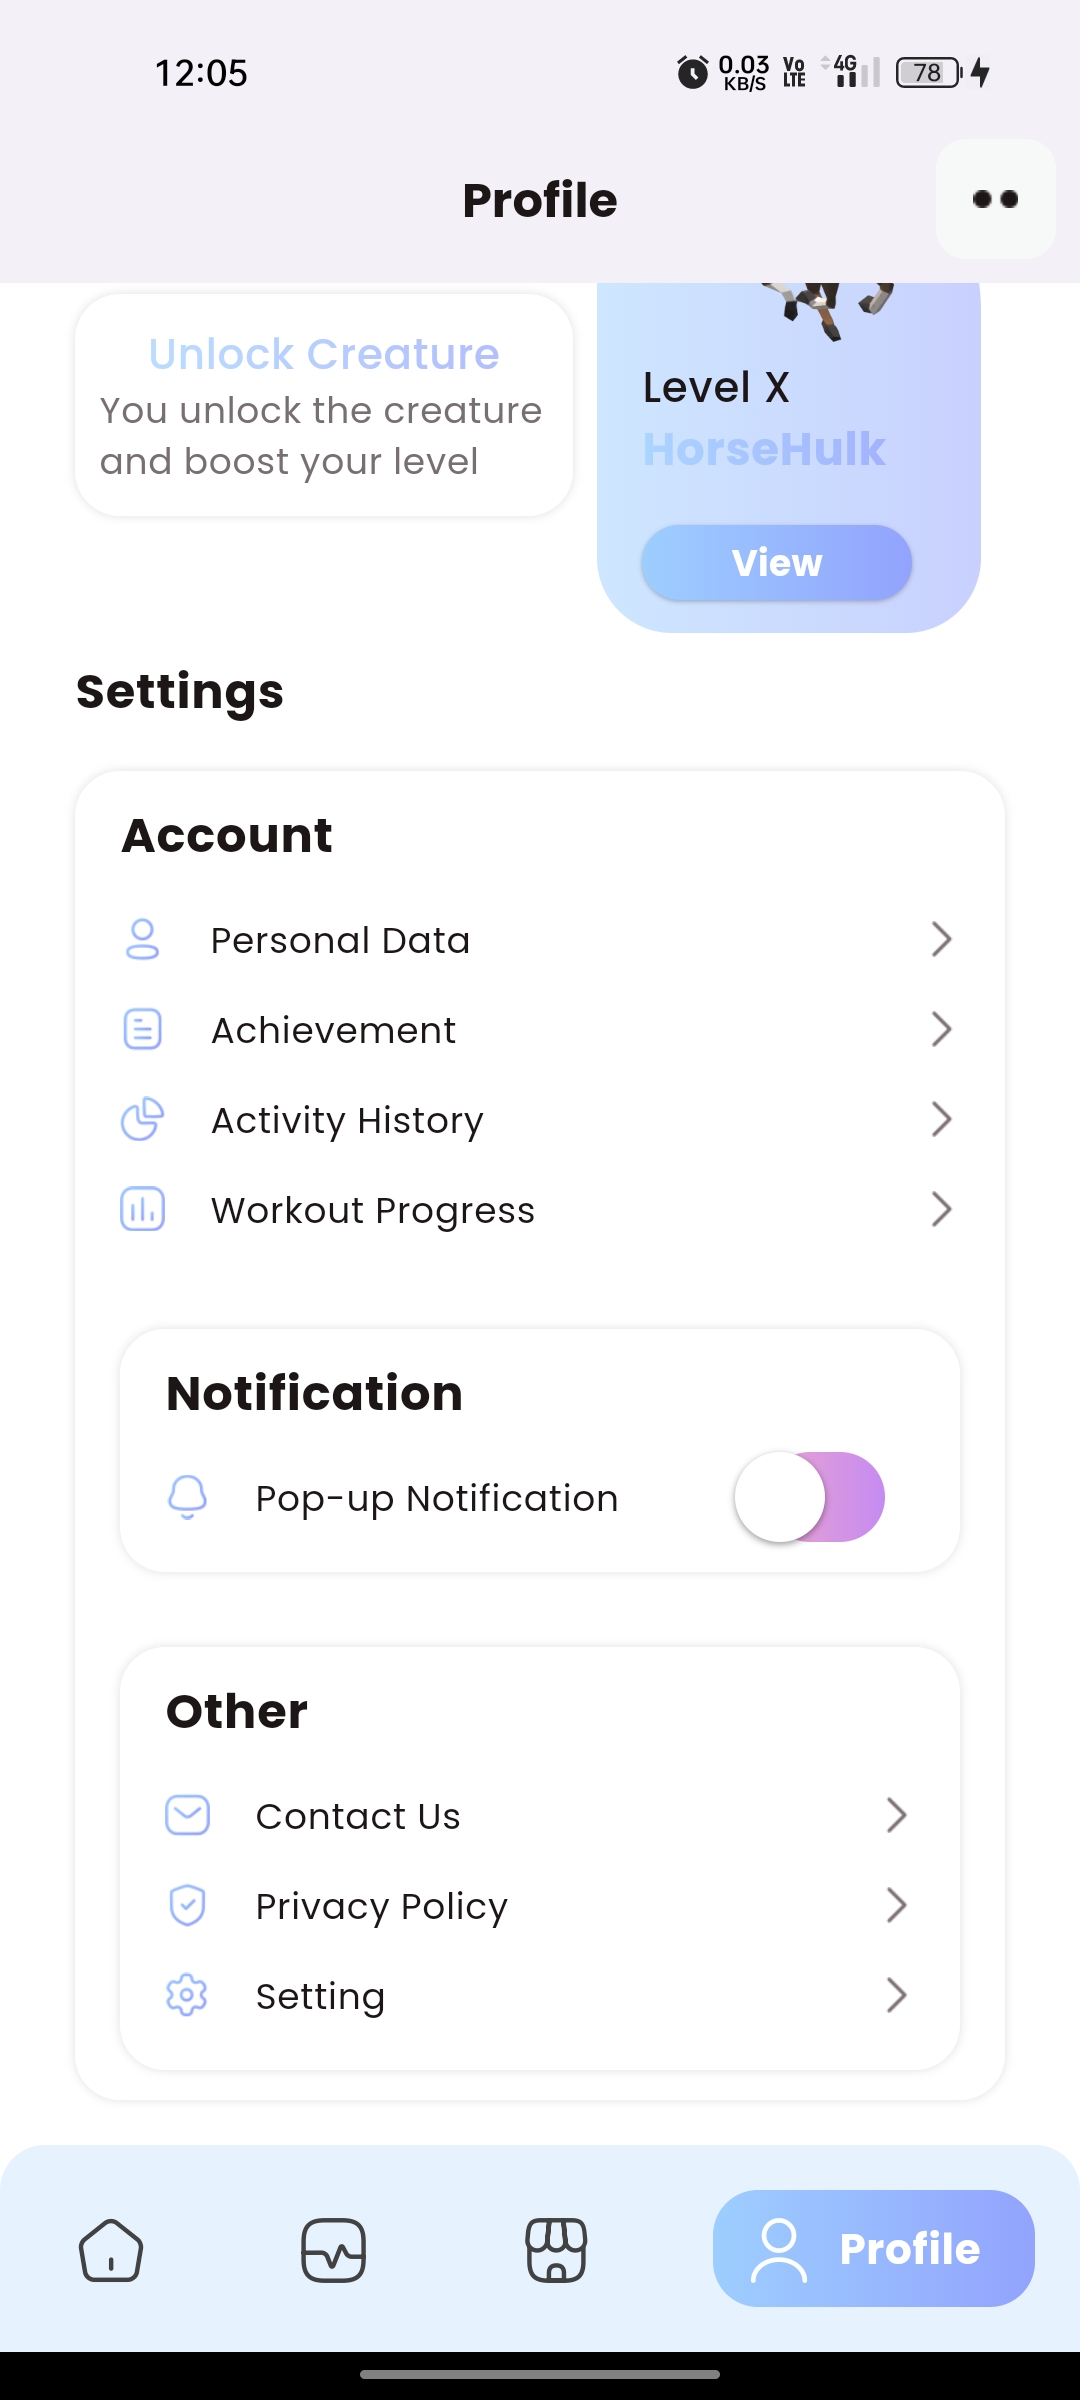 12:05
0.03
KB/S
Vo
LTE
4G
78
Profile
Unlock Creature
You unlock the creature
and boost your level
Level X
HorseHulk
View
Settings
Account
Personal Data
Achievement
Activity History
Workout Progress
Notification
Pop-up Notification
Other
Contact Us
Privacy Policy
Setting
Profile